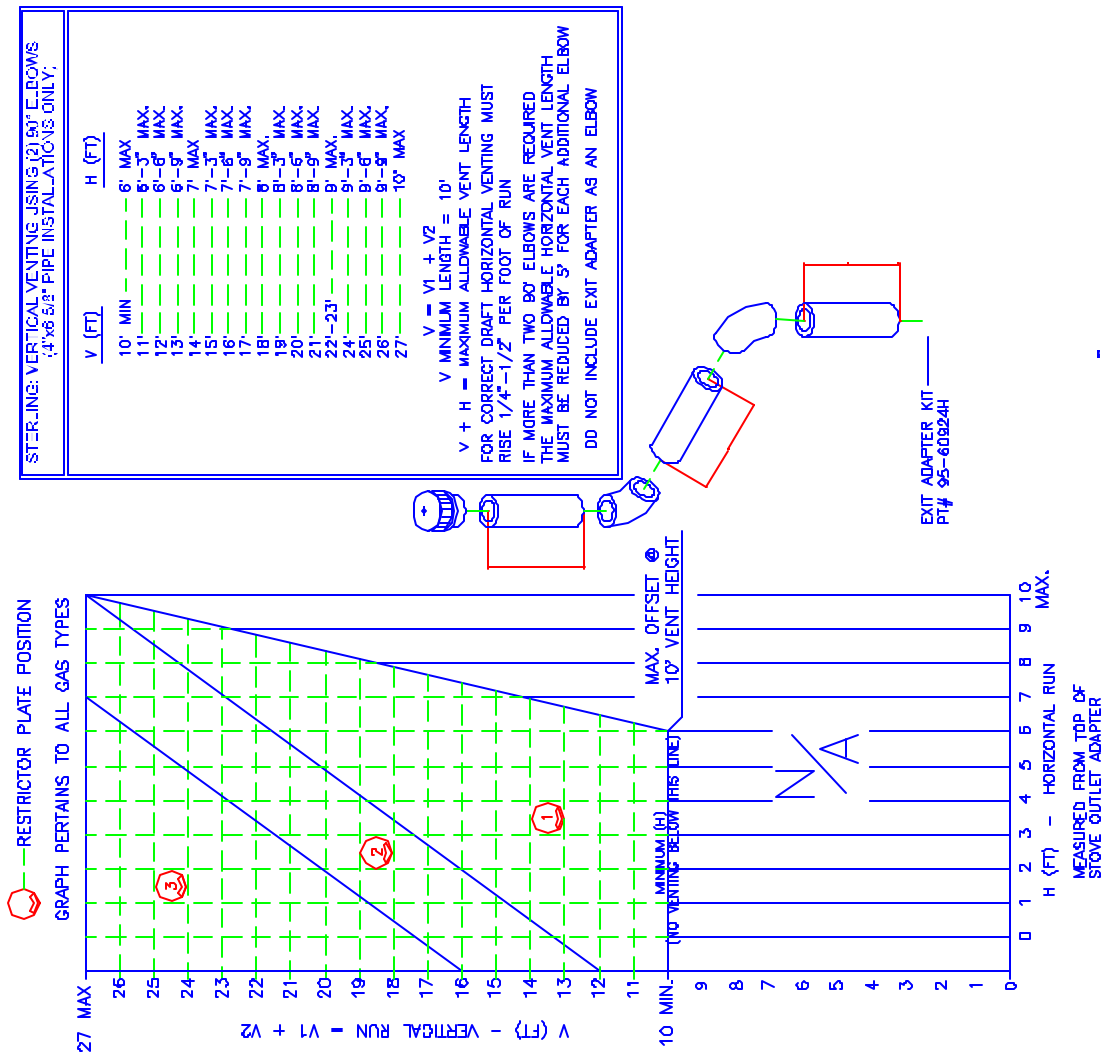 RESTRICTOR PLATE POSITION
GRAPH PERTAINS TO ALL GAS TYPES
27 MAX
26
25
24
23
22
21
20
19
18
17
16
15
14
13
12
11
10 MIN.
9
8
7
6
5
4
3
2
1
0
V (FT) - VERTICAL RUN = V1 + V2
3
2
1
MINIMUM (H)
(NO VENTING BELOW THIS LINE)
MAX. OFFSET @
10' VENT HEIGHT
N/A
0
1
2
3
4
5
6
7
8
9
10
MAX.
H (FT) - HORIZONTAL RUN
MEASURED FROM TOP OF
STOVE OUTLET ADAPTER
STERLING: VERTICAL VENTING USING (2) 90° ELBOWS
(4"x6 5/8" PIPE INSTALLATIONS ONLY)
V (FT) H (FT)
10' MIN 6' MAX
11' 6'-3" MAX.
12' 6'-6" MAX.
13' 6'-9" MAX.
14' 7' MAX
15' 7'-3" MAX.
16' 7'-6" MAX.
17' 7'-9" MAX.
18' 8' MAX.
19' 8'-3" MAX.
20' 8'-6" MAX.
21' 8'-9" MAX.
22'-23' 9' MAX.
24' 9'-3" MAX.
25' 9'-6" MAX.
26' 9'-9" MAX.
27' 10' MAX
V = V1 + V2
V MINIMUM LENGTH = 10'
V + H = MAXIMUM ALLOWABLE VENT LENGTH
FOR CORRECT DRAFT HORIZONTAL VENTING MUST
RISE 1/4"-1/2" PER FOOT OF RUN
IF MORE THAN TWO 90° ELBOWS ARE REQUIRED
THE MAXIMUM ALLOWABLE HORIZONTAL VENT LENGTH
MUST BE REDUCED BY 5' FOR EACH ADDITIONAL ELBOW
DO NOT INCLUDE EXIT ADAPTER AS AN ELBOW
EXIT ADAPTER KIT
PT# 95-60924H